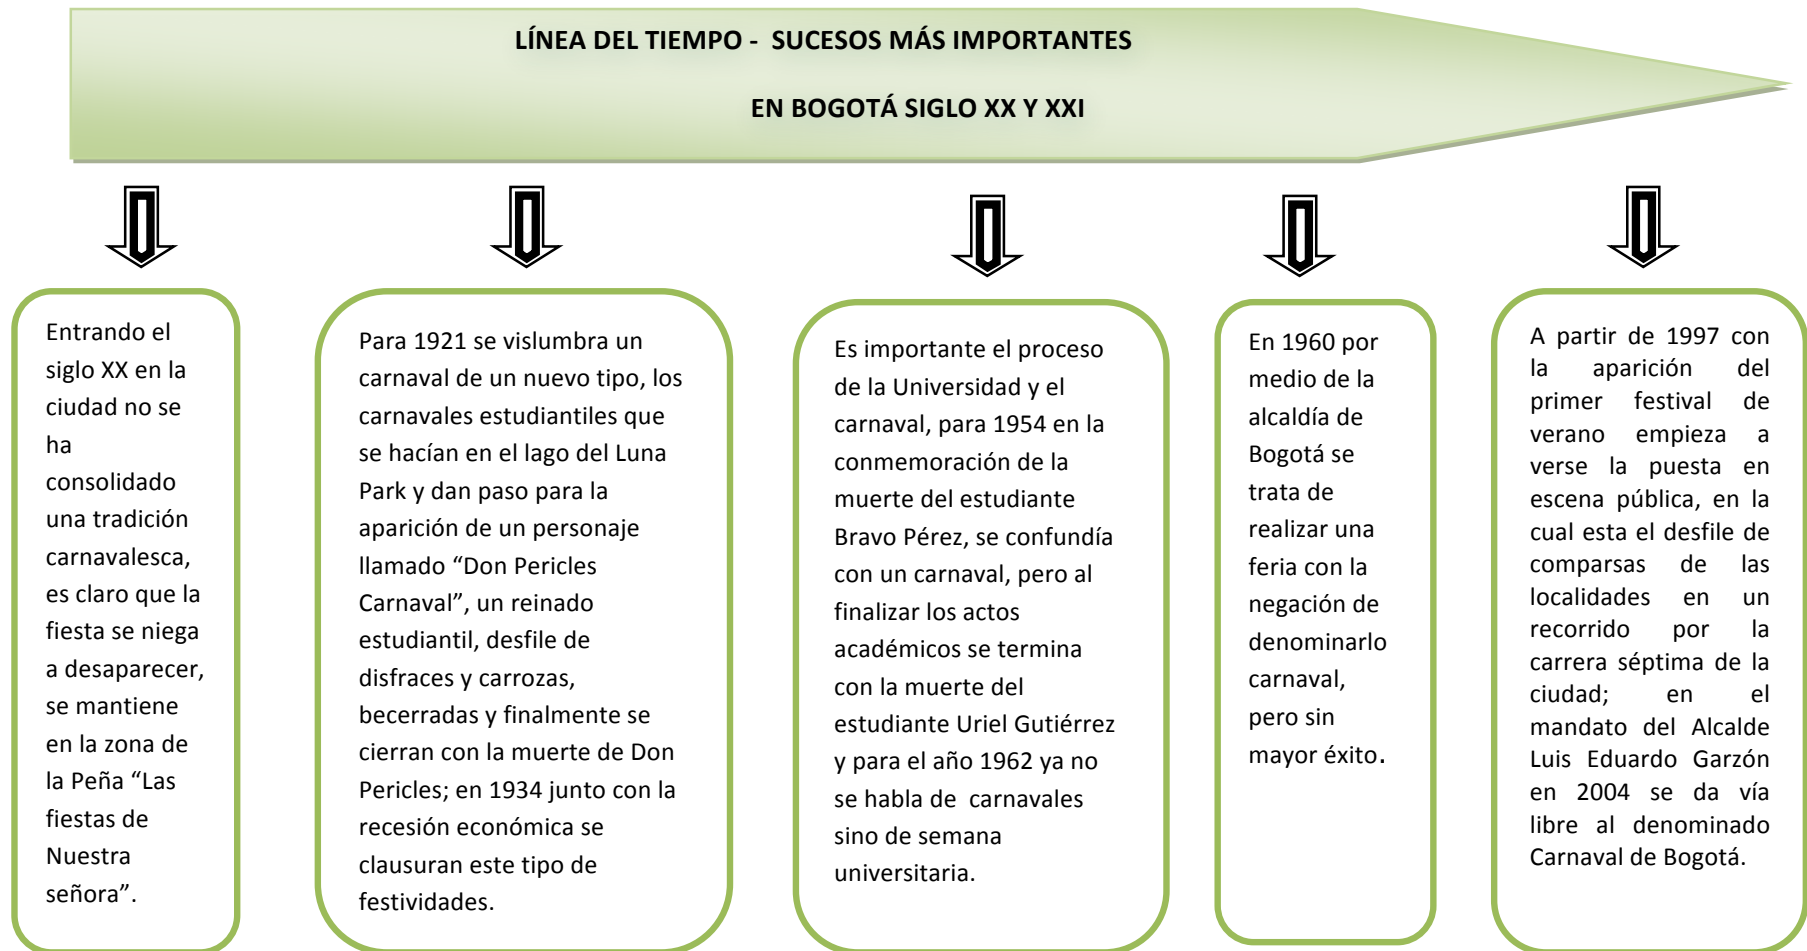 LÍNEA DEL TIEMPO - SUCESOS MÁS IMPORTANTES
EN BOGOTÁ SIGLO XX Y XXI
Entrando el
siglo XX en la
ciudad no se
ha
consolidado
una tradición
carnavalesca,
es claro que la
fiesta se niega
a desaparecer,
se mantiene
en la zona de
la Peña “Las
fiestas de
Nuestra
señora”.
Para 1921 se vislumbra un
carnaval de un nuevo tipo, los
carnavales estudiantiles que
se hacían en el lago del Luna
Park y dan paso para la
aparición de un personaje
llamado “Don Pericles
Carnaval”, un reinado
estudiantil, desfile de
disfraces y carrozas,
becerradas y finalmente se
cierran con la muerte de Don
Pericles; en 1934 junto con la
recesión económica se
clausuran este tipo de
festividades.
Es importante el proceso
de la Universidad y el
carnaval, para 1954 en la
conmemoración de la
muerte del estudiante
Bravo Pérez, se confundía
con un carnaval, pero al
finalizar los actos
académicos se termina
con la muerte del
estudiante Uriel Gutiérrez
y para el año 1962 ya no
se habla de carnavales
sino de semana
universitaria.
En 1960 por
medio de la
alcaldía de
Bogotá se
trata de
realizar una
feria con la
negación de
denominarlo
carnaval,
pero sin
mayor éxito.
A partir de 1997 con
la aparición del
primer festival de
verano empieza a
verse la puesta en
escena pública, en la
cual esta el desfile de
comparsas de las
localidades en un
recorrido por la
carrera séptima de la
ciudad; en el
mandato del Alcalde
Luis Eduardo Garzón
en 2004 se da vía
libre al denominado
Carnaval de Bogotá.